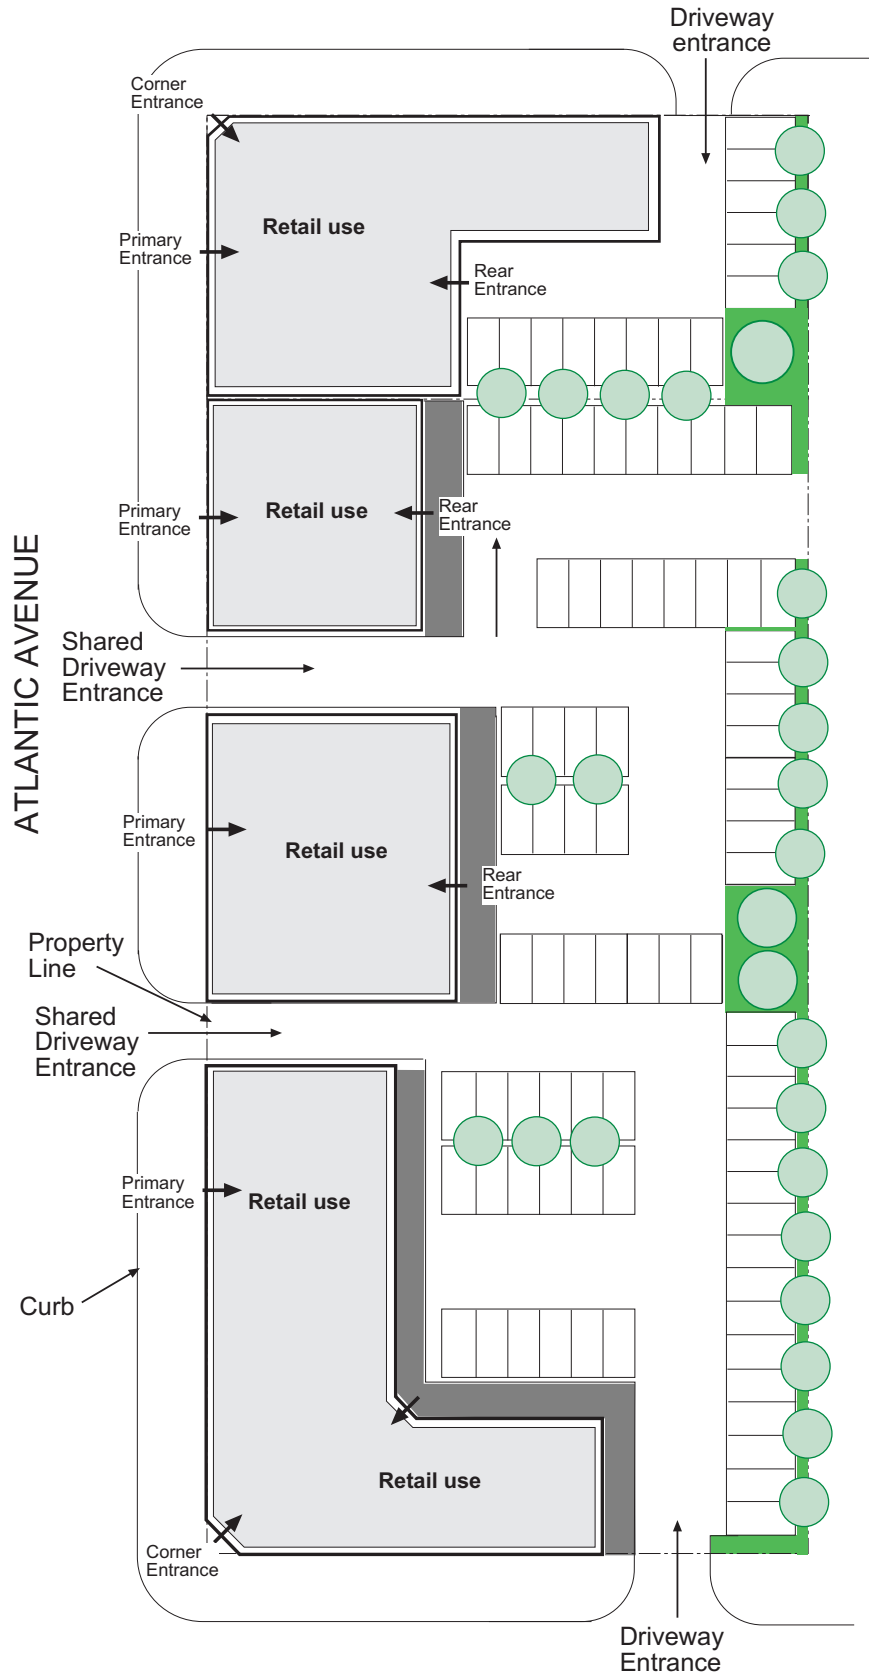 Driveway
entrance
Corner
Entrance
Retail use
Primary
Entrance
Rear
Entrance
Retail use
Primary
Entrance
Rear
Entrance
ATLANTIC AVENUE
Shared
Driveway
Entrance
Primary
Entrance
Retail use
Rear
Entrance
Property
Line
Shared
Driveway
Entrance
Primary
Entrance
Retail use
Curb
Retail use
Corner
Entrance
Driveway
Entrance